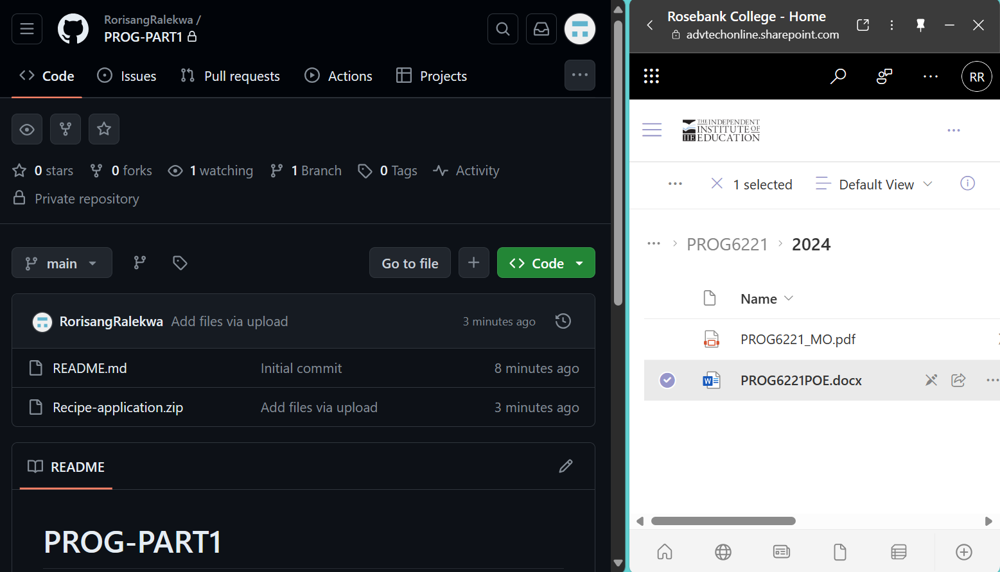 RorisangRalekwa /
PROG-PART1
Code
Issues
Pull requests
Actions
Projects
0 stars
0 forks
1 watching
1 Branch
0 Tags
Activity
Private repository
main
Go to file
Code
RorisangRalekwa Add files via upload 3 minutes ago
README.md Initial commit 8 minutes ago
Recipe-application.zip Add files via upload 3 minutes ago
README
PROG-PART1
Rosebank College - Home
advtechonline.sharepoint.com
RR
THE INDEPENDENT
INSTITUTE OF
IIE EDUCATION
1 selected
Default View
PROG6221 2024
Name
PROG6221_MO.pdf
W PROG6221POE.docx